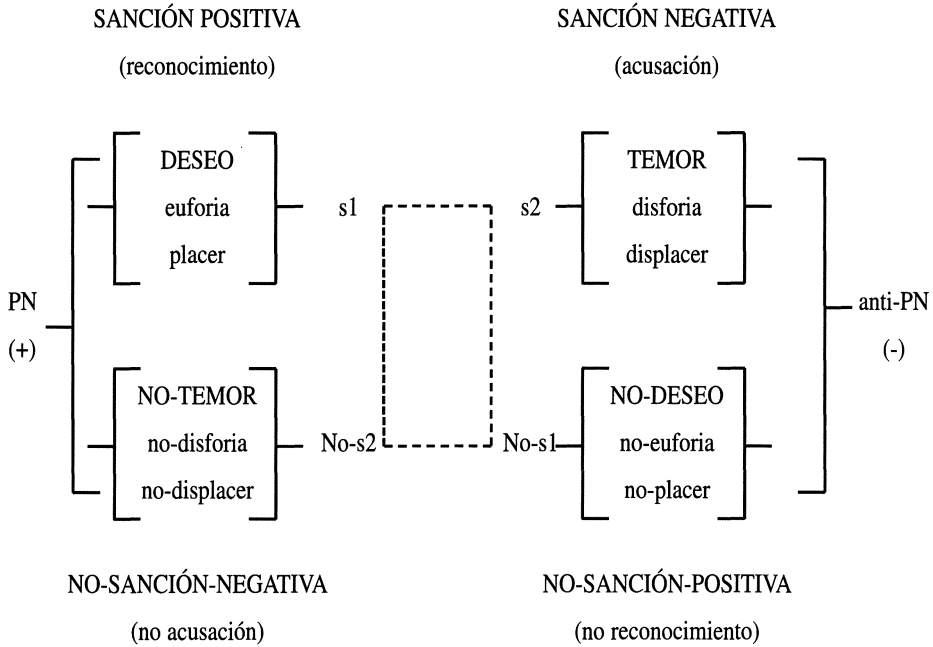 SANCIÓN POSITIVA
(reconocimiento)
SANCIÓN NEGATIVA
(acusación)
DESEO
euforia
placer
s1
s2
TEMOR
disforia
displacer
PN
(+)
anti-PN
(-)
NO-TEMOR
no-disforia
no-displacer
No-s2
No-s1
NO-DESEO
no-euforia
no-placer
NO-SANCIÓN-NEGATIVA
(no acusación)
NO-SANCIÓN-POSITIVA
(no reconocimiento)